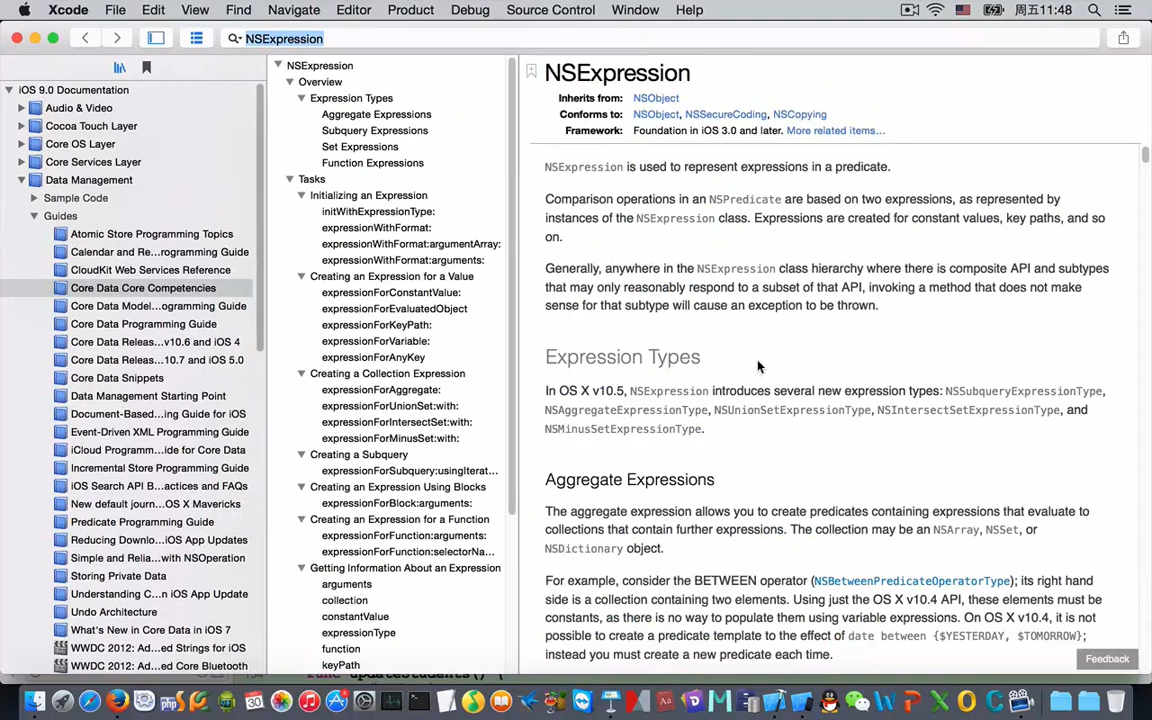 Xcode File Edit View Find Navigate Editor Product Debug Source Control Window Help 周五11:48
NSExpression
iOS 9.0 Documentation
Audio & Video
Cocoa Touch Layer
Core OS Layer
Core Services Layer
Data Management
Sample Code
Guides
Atomic Store Programming Topics
Calendar and Re...rogramming Guide
CloudKit Web Services Reference
Core Data Core Competencies
Core Data Model...ogramming Guide
Core Data Programming Guide
Core Data Releas...v10.6 and iOS 4
Core Data Releas...10.7 and iOS 5.0
Core Data Snippets
Data Management Starting Point
Document-Based...ing Guide for iOS
Event-Driven XML Programming Guide
iCloud Programm...ide for Core Data
Incremental Store Programming Guide
iOS Search API B...actices and FAQs
New default journ...OS X Mavericks
Predicate Programming Guide
Reducing Downlo...iOS App Updates
Simple and Relia...with NSOperation
Storing Private Data
Understanding C...n iOS App Update
Undo Architecture
What's New in Core Data in iOS 7
WWDC 2012: Ad...ed Strings for iOS
WWDC 2012: Ad...ed Core Bluetooth
NSExpression
Overview
Expression Types
Aggregate Expressions
Subquery Expressions
Set Expressions
Function Expressions
Tasks
Initializing an Expression
initWithExpressionType:
expressionWithFormat:
expressionWithFormat:argumentArray:
expressionWithFormat:arguments:
Creating an Expression for a Value
expressionForConstantValue:
expressionForEvaluatedObject
expressionForKeyPath:
expressionForVariable:
expressionForAnyKey
Creating a Collection Expression
expressionForAggregate:
expressionForUnionSet:with:
expressionForIntersectSet:with:
expressionForMinusSet:with:
Creating a Subquery
expressionForSubquery:usingIterat...
Creating an Expression Using Blocks
expressionForBlock:arguments:
Creating an Expression for a Function
expressionForFunction:arguments:
expressionForFunction:selectorNa...
Getting Information About an Expression
arguments
collection
constantValue
expressionType
function
keyPath
NSExpression
Inherits from: NSObject
Conforms to: NSObject, NSSecureCoding, NSCopying
Framework: Foundation in iOS 3.0 and later. More related items...
NSExpression is used to represent expressions in a predicate.
Comparison operations in an NSPredicate are based on two expressions, as represented by
instances of the NSExpression class. Expressions are created for constant values, key paths, and so
on.
Generally, anywhere in the NSExpression class hierarchy where there is composite API and subtypes
that may only reasonably respond to a subset of that API, invoking a method that does not make
sense for that subtype will cause an exception to be thrown.
Expression Types
In OS X v10.5, NSExpression introduces several new expression types: NSSubqueryExpressionType,
NSAggregateExpressionType, NSUnionSetExpressionType, NSIntersectSetExpressionType, and
NSMinusSetExpressionType.
Aggregate Expressions
The aggregate expression allows you to create predicates containing expressions that evaluate to
collections that contain further expressions. The collection may be an NSArray, NSSet, or
NSDictionary object.
For example, consider the BETWEEN operator (NSBetweenPredicateOperatorType); its right hand
side is a collection containing two elements. Using just the OS X v10.4 API, these elements must be
constants, as there is no way to populate them using variable expressions. On OS X v10.4, it is not
possible to create a predicate template to the effect of date between {$YESTERDAY, $TOMORROW};
instead you must create a new predicate each time.
Feedback